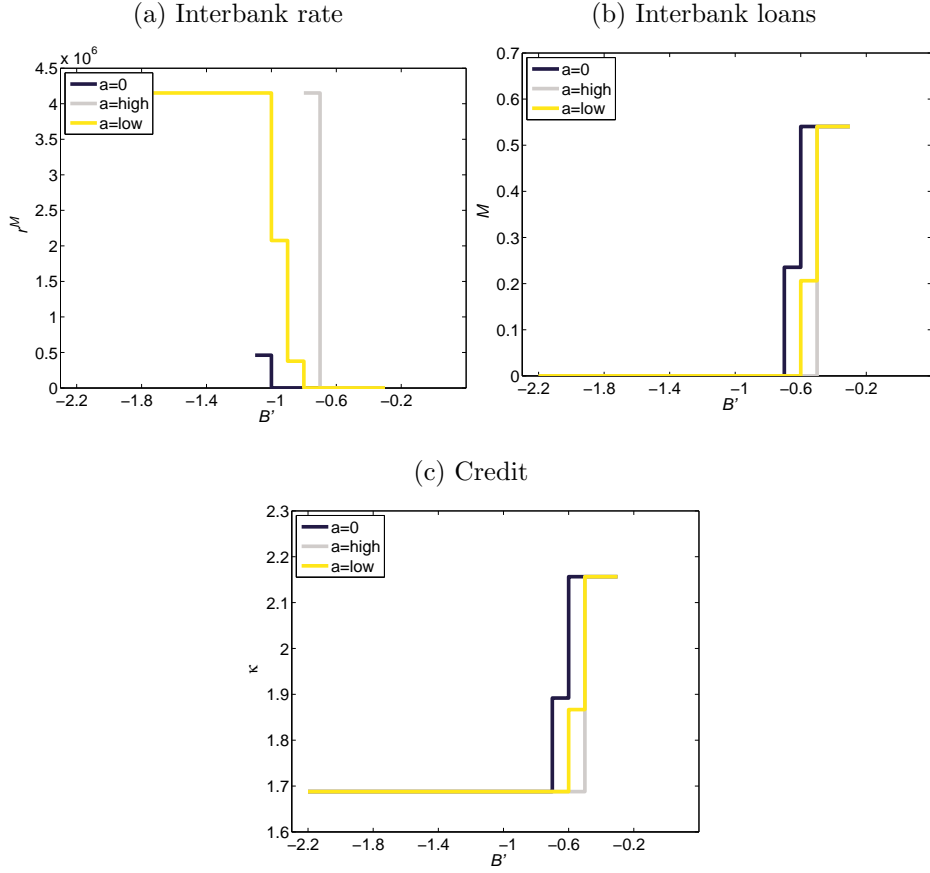 (a) Interbank rate
(b) Interbank loans
x 10⁶
4.5
4
3.5
3
2.5
2
1.5
1
0.5
0
−2.2 −1.8 −1.4 −1 −0.6 −0.2
B’
r^M
a=0
a=high
a=low
0.7
0.6
0.5
0.4
0.3
0.2
0.1
0
−2.2 −1.8 −1.4 −1 −0.6 −0.2
B’
M
a=0
a=high
a=low
(c) Credit
2.3
2.2
2.1
2
1.9
1.8
1.7
1.6
−2.2 −1.8 −1.4 −1 −0.6 −0.2
B’
κ
a=0
a=high
a=low